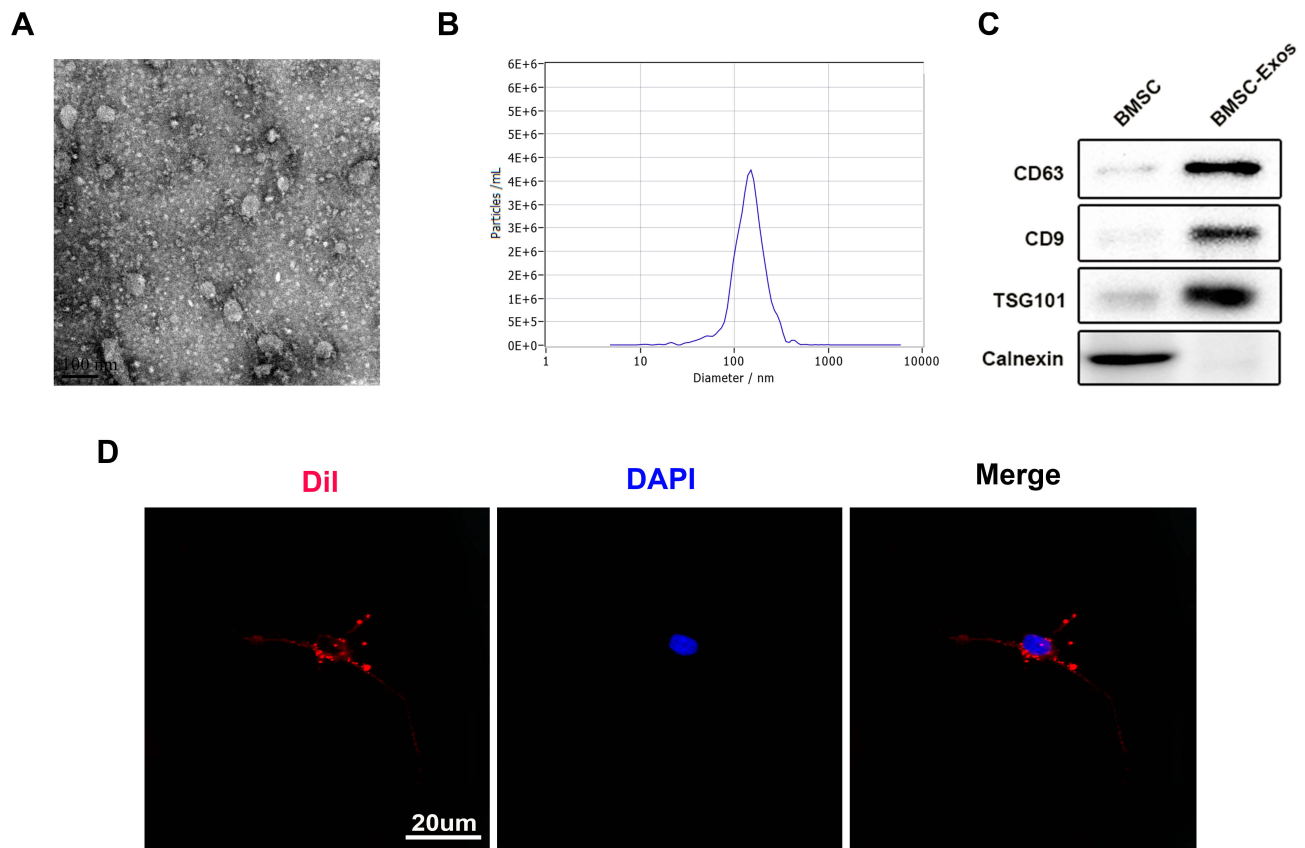 A
100 nm
B
6E+6
6E+6
5E+6
5E+6
4E+6
4E+6
3E+6
3E+6
2E+6
2E+6
1E+6
5E+5
0E+0
Particles /mL
1 10 100 1000 10000
Diameter / nm
C
BMSC BMSC-Exos
CD63
CD9
TSG101
Calnexin
D
Dil DAPI Merge
20um